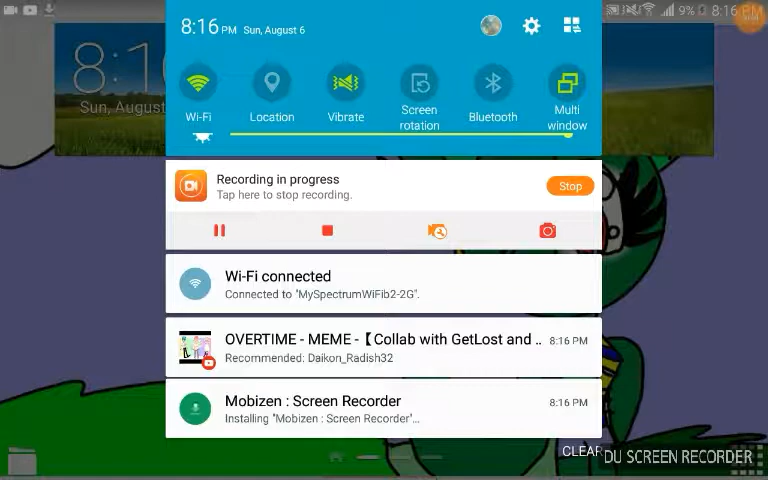 8:16 PM Sun, August 6
9% 8:16 PM
8:1
Sun, August
Wi-Fi
Location
Vibrate
Screen
rotation
Bluetooth
Multi
window
Recording in progress
Tap here to stop recording.
Stop
Wi-Fi connected
Connected to "MySpectrumWiFib2-2G".
OVERTIME - MEME -【Collab with GetLost and .. 8:16 PM
Recommended: Daikon_Radish32
Mobizen : Screen Recorder 8:16 PM
Installing "Mobizen : Screen Recorder"...
CLEAR
DU SCREEN RECORDER